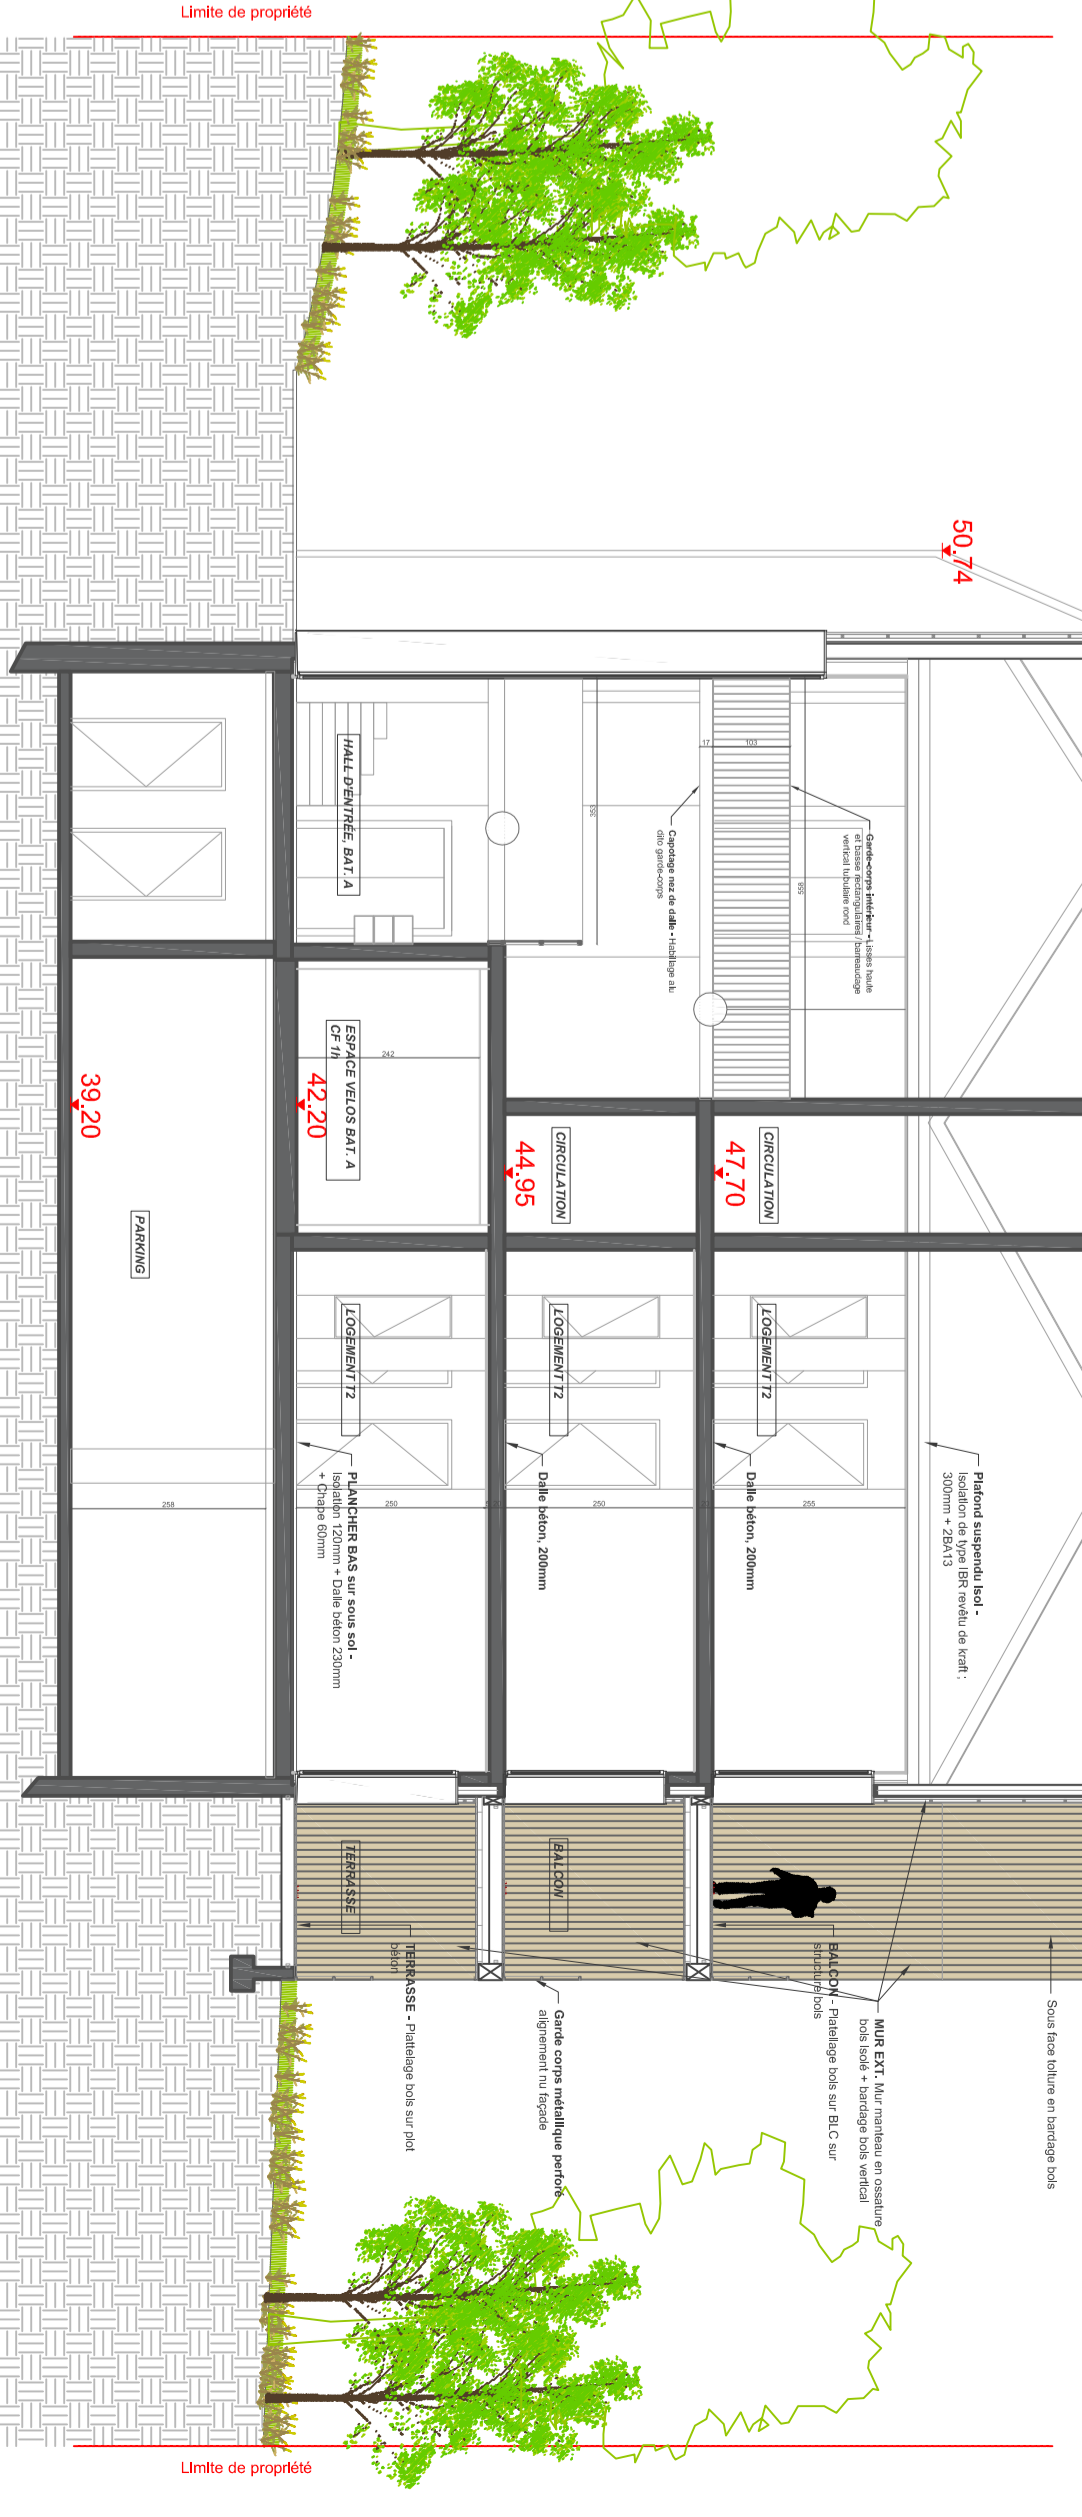 Limite de propriété
50.74
Garde-corps intérieur - Lisses haute
et basse rectangulaires / barreaudage
vertical tubulaire rond
Capotage nez de dalle - Habillage alu
dito garde-corps
17
103
353
558
HALL D'ENTRÉE, BAT. A
ESPACE VELOS BAT. A
CF 1h
242
39.20
42.20
44.95
47.70
CIRCULATION
CIRCULATION
PARKING
LOGEMENT T2
LOGEMENT T2
LOGEMENT T2
Plafond suspendu Isol -
Isolation de type IBR revêtu de kraft ;
300mm + 2BA13
Dalle béton, 200mm
Dalle béton, 200mm
PLANCHER BAS sur sous sol -
Isolation 120mm + Dalle béton 230mm
+ Chape 60mm
258
250
250
255
TERRASSE
BALCON
BALCON - Platellage bois sur BLC sur
structure bois
TERRASSE - Plattelage bois sur plot
béton
MUR EXT. Mur manteau en ossature
bois isolé + bardage bois vertical
Garde corps métallique perforé
alignement nu façade
Sous face toiture en bardage bois
Limite de propriété